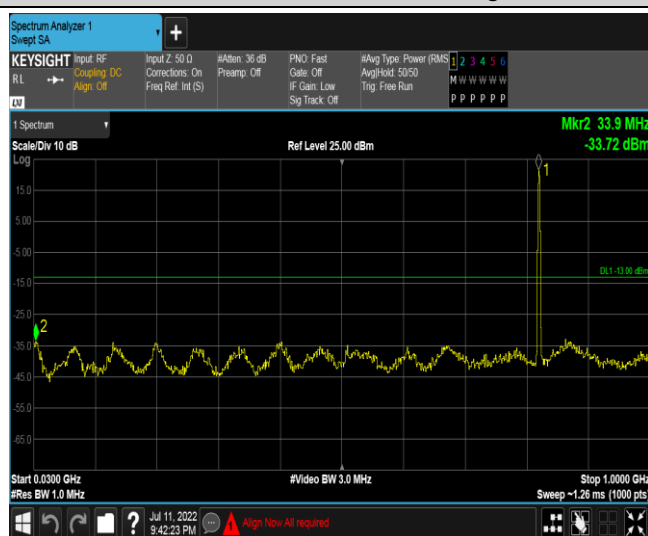 Spectrum Analyzer 1
Swept SA
KEYSIGHT
RL
LXI
Input: RF
Coupling: DC
Align: Off
Input Z: 50 Ω
Corrections: On
Freq Ref: Int (S)
#Atten: 36 dB
Preamp: Off
PNO: Fast
Gate: Off
IF Gain: Low
Sig Track: Off
#Avg Type: Power (RMS
Avg|Hold: 50/50
Trig: Free Run
1 2 3 4 5 6
M W W W W W
P P P P P P
1 Spectrum
Scale/Div 10 dB
Ref Level 25.00 dBm
Mkr2 33.9 MHz
-33.72 dBm
Log
15.0
5.00
-5.00
-15.0
-25.0
-35.0
-45.0
-55.0
-65.0
1
2
DL1 -13.00 dBm
Start 0.0300 GHz
#Res BW 1.0 MHz
#Video BW 3.0 MHz
Stop 1.0000 GHz
Sweep ~1.26 ms (1000 pts)
?
Jul 11, 2022
9:42:23 PM
Align Now All required